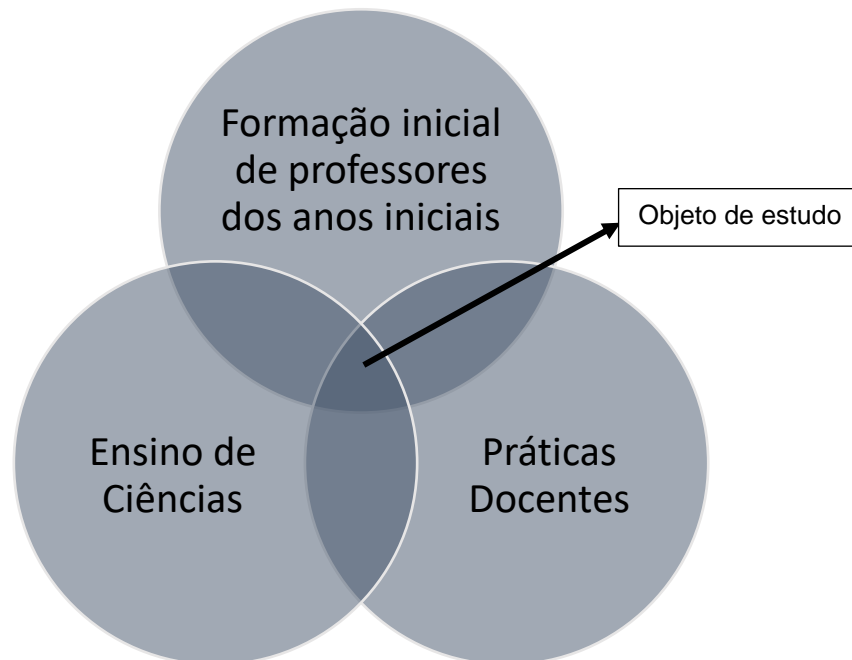 Formação inicial
de professores
dos anos iniciais
Objeto de estudo
Ensino de
Ciências
Práticas
Docentes